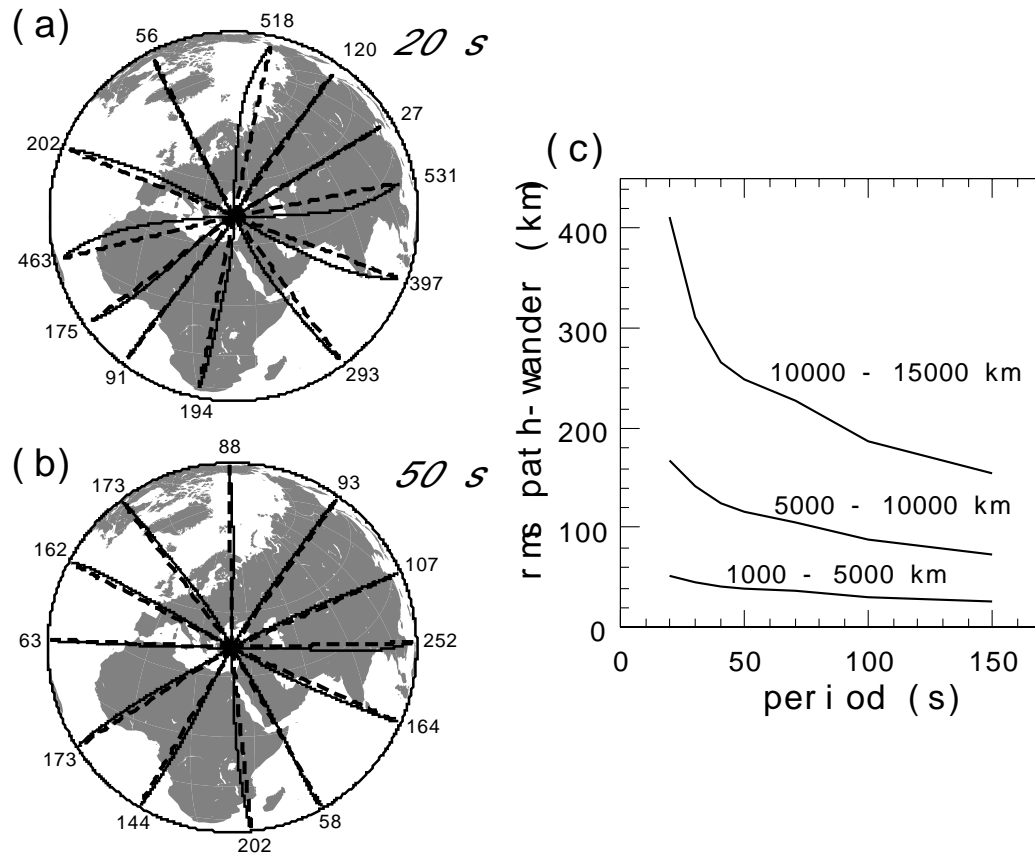 (a)
20 s
56
518
120
27
531
397
293
194
91
175
463
202
(b)
50 s
88
93
107
252
164
58
202
144
173
63
162
173
(c)
rms path-wander (km)
400
300
200
100
0
10000 - 15000 km
5000 - 10000 km
1000 - 5000 km
0 50 100 150
period (s)